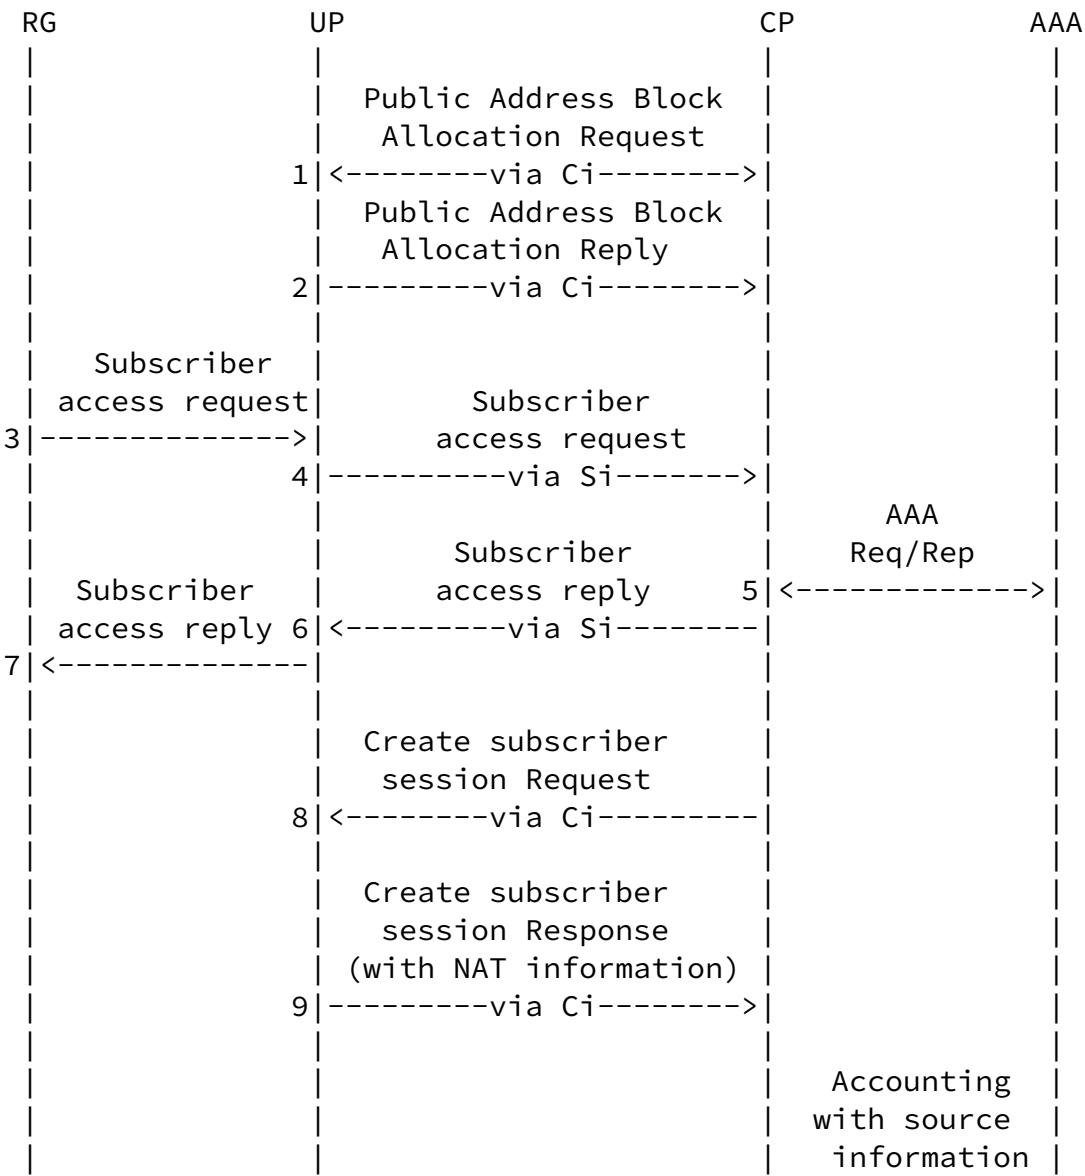 RG UP CP AAA
Public Address Block
Allocation Request
1|<--------via Ci-------->|
Public Address Block
Allocation Reply
2|---------via Ci-------->|
Subscriber
access request| Subscriber
3|-------------->| access request
4|----------via Si------->|
AAA
Subscriber Req/Rep
Subscriber access reply 5|<------------->|
access reply 6|<---------via Si--------|
7|<--------------|
Create subscriber
session Request
8|<--------via Ci---------|
Create subscriber
session Response
(with NAT information)
9|---------via Ci-------->|
Accounting
with source
information